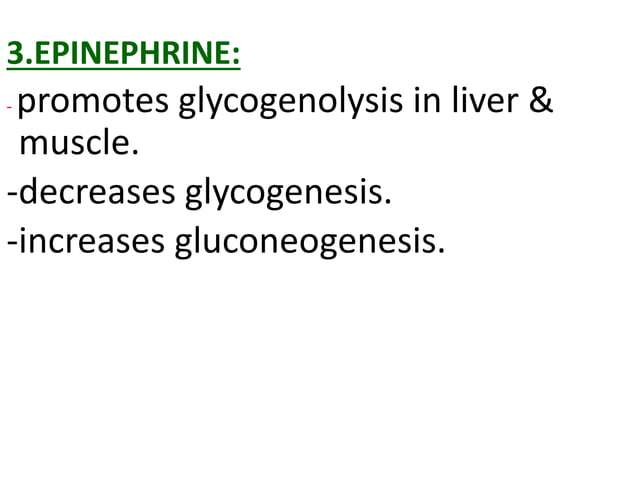 3.EPINEPHRINE:
- promotes glycogenolysis in liver &
muscle.
-decreases glycogenesis.
-increases gluconeogenesis.